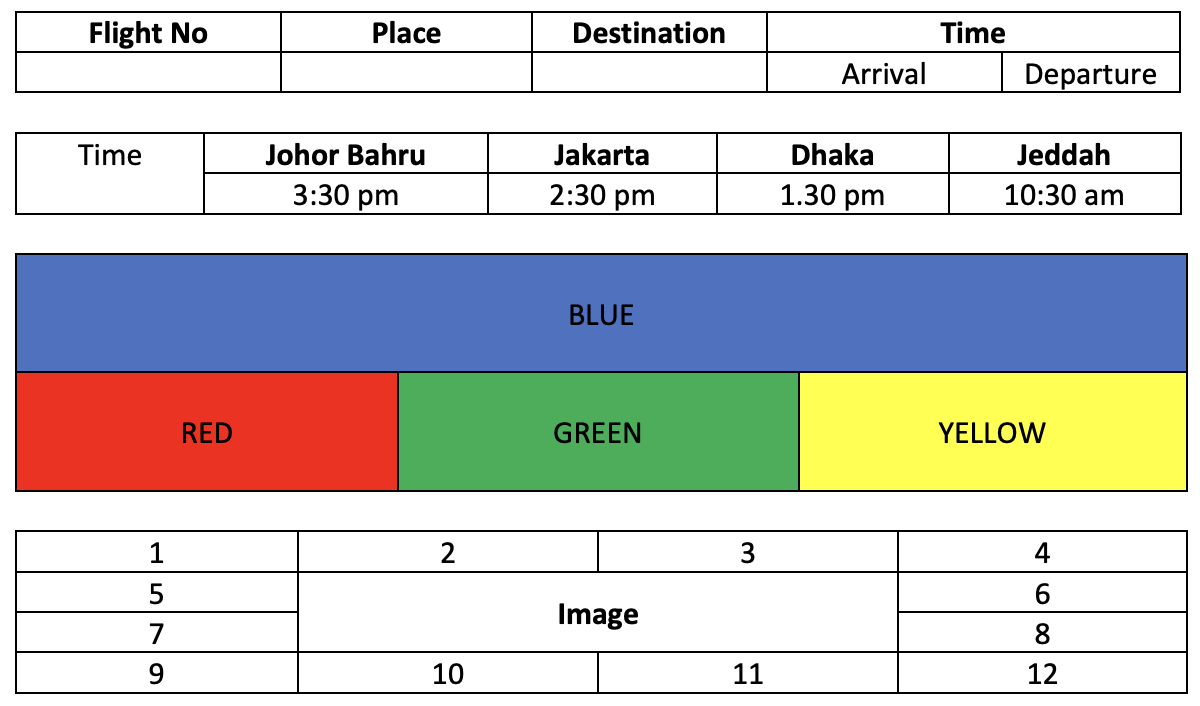 Flight No Place Destination Time
Arrival Departure
Time Johor Bahru Jakarta Dhaka Jeddah
3:30 pm 2:30 pm 1.30 pm 10:30 am
BLUE
RED GREEN YELLOW
1 2 3 4
5 Image 6
7 8
9 10 11 12